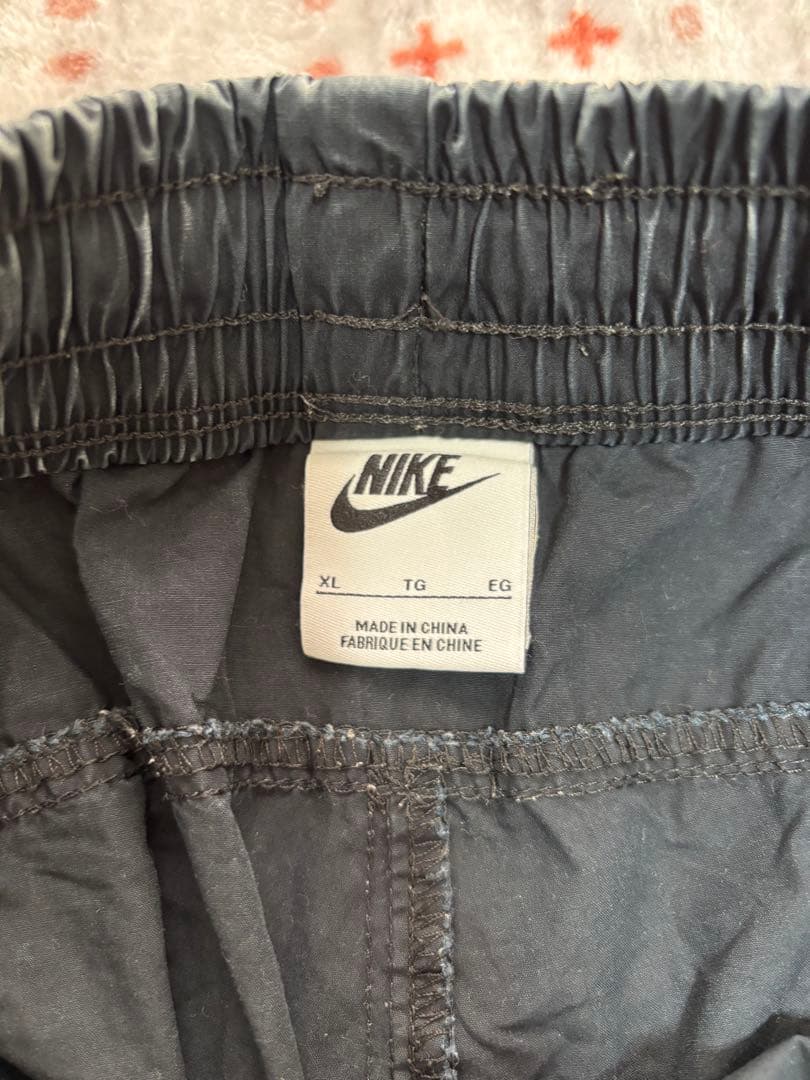 NIKE
XL TG EG
MADE IN CHINA
FABRIQUE EN CHINE